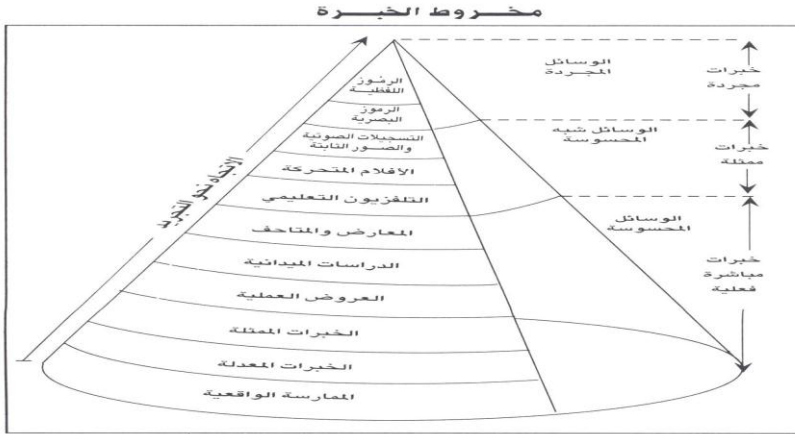 مخروط الخبرة
الوسائل
المجردة
خبرات
مجردة
الرموز
اللفظية
الرموز
البصرية
الوسائل شبه
المحسوسة
خبرات
ممثلة
التسجيلات الصوتية
والصور الثابتة
الأفلام المتحركة
التلفزيون التعليمي
الاتجاه نحو التجريد
الوسائل
المحسوسة
المعارض والمتاحف
خبرات
مباشرة
فعلية
الدراسات الميدانية
العروض العملية
الخبرات الممثلة
الخبرات المعدلة
الممارسة الواقعية